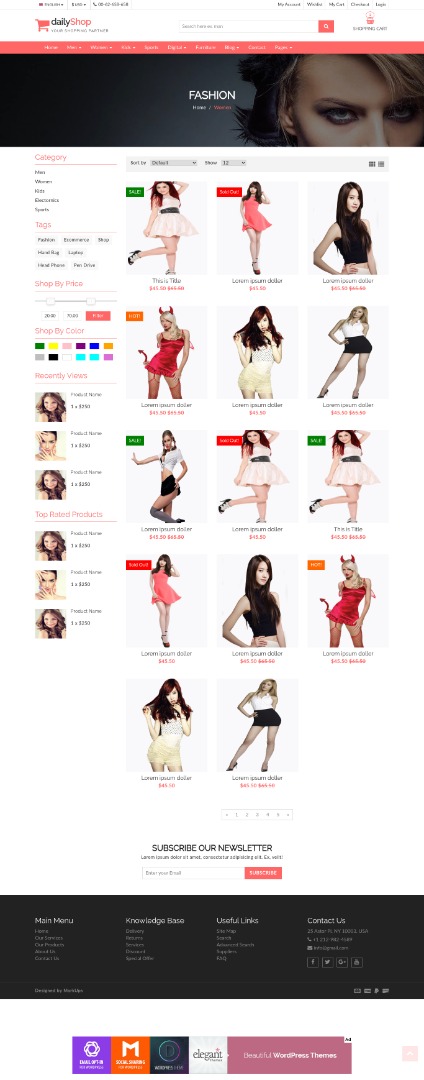 ENGLISH
$ USD
00-62-658-658
My Account
Wishlist
My Cart
Checkout
Login
dailyShop
YOUR SHOPPING PARTNER
Search here ex. man
SHOPPING CART
Home
Men
Women
Kids
Sports
Digital
Furniture
Blog
Contact
Pages
FASHION
Home / Women
Category
Men
Women
Kids
Electronics
Sports
Tags
Fashion
Ecommerce
Shop
Hand Bag
Laptop
Head Phone
Pen Drive
Shop By Price
20.00
70.00
Filter
Shop By Color
Recently Views
Product Name
1 x $250
Product Name
1 x $250
Product Name
1 x $250
Top Rated Products
Product Name
1 x $250
Product Name
1 x $250
Product Name
1 x $250
Sort by
Default
Show
12
SALE!
This is Title
$45.50 $65.50
Sold Out!
Lorem ipsum doller
$45.50
Lorem ipsum doller
$45.50 $65.50
HOT!
Lorem ipsum doller
$45.50 $65.50
Lorem ipsum doller
$45.50
Lorem ipsum doller
$45.50 $65.50
Lorem ipsum doller
$45.50 $65.50
Sold Out!
Lorem ipsum doller
$45.50 $65.50
SALE!
This is Title
$45.50 $65.50
Sold Out!
Lorem ipsum doller
$45.50
Lorem ipsum doller
$45.50 $65.50
HOT!
Lorem ipsum doller
$45.50 $65.50
Lorem ipsum doller
$45.50
Lorem ipsum doller
$45.50 $65.50
« 1 2 3 4 5 »
SUBSCRIBE OUR NEWSLETTER
Lorem ipsum dolor sit amet, consectetur adipisicing elit. Ex, velit!
Enter your Email
SUBSCRIBE
Main Menu
Home
Our Services
Our Products
About Us
Contact Us
Knowledge Base
Delivery
Returns
Services
Discount
Special Offer
Useful Links
Site Map
Search
Advanced Search
Suppliers
FAQ
Contact Us
25 Astor Pl, NY 10003, USA
+1 212-982-4589
Designed by MarkUps
Ad
EMAIL OPT-IN
FOR WORDPRESS
SOCIAL SHARING
FOR WORDPRESS
elegant
themes
Beautiful WordPress Themes